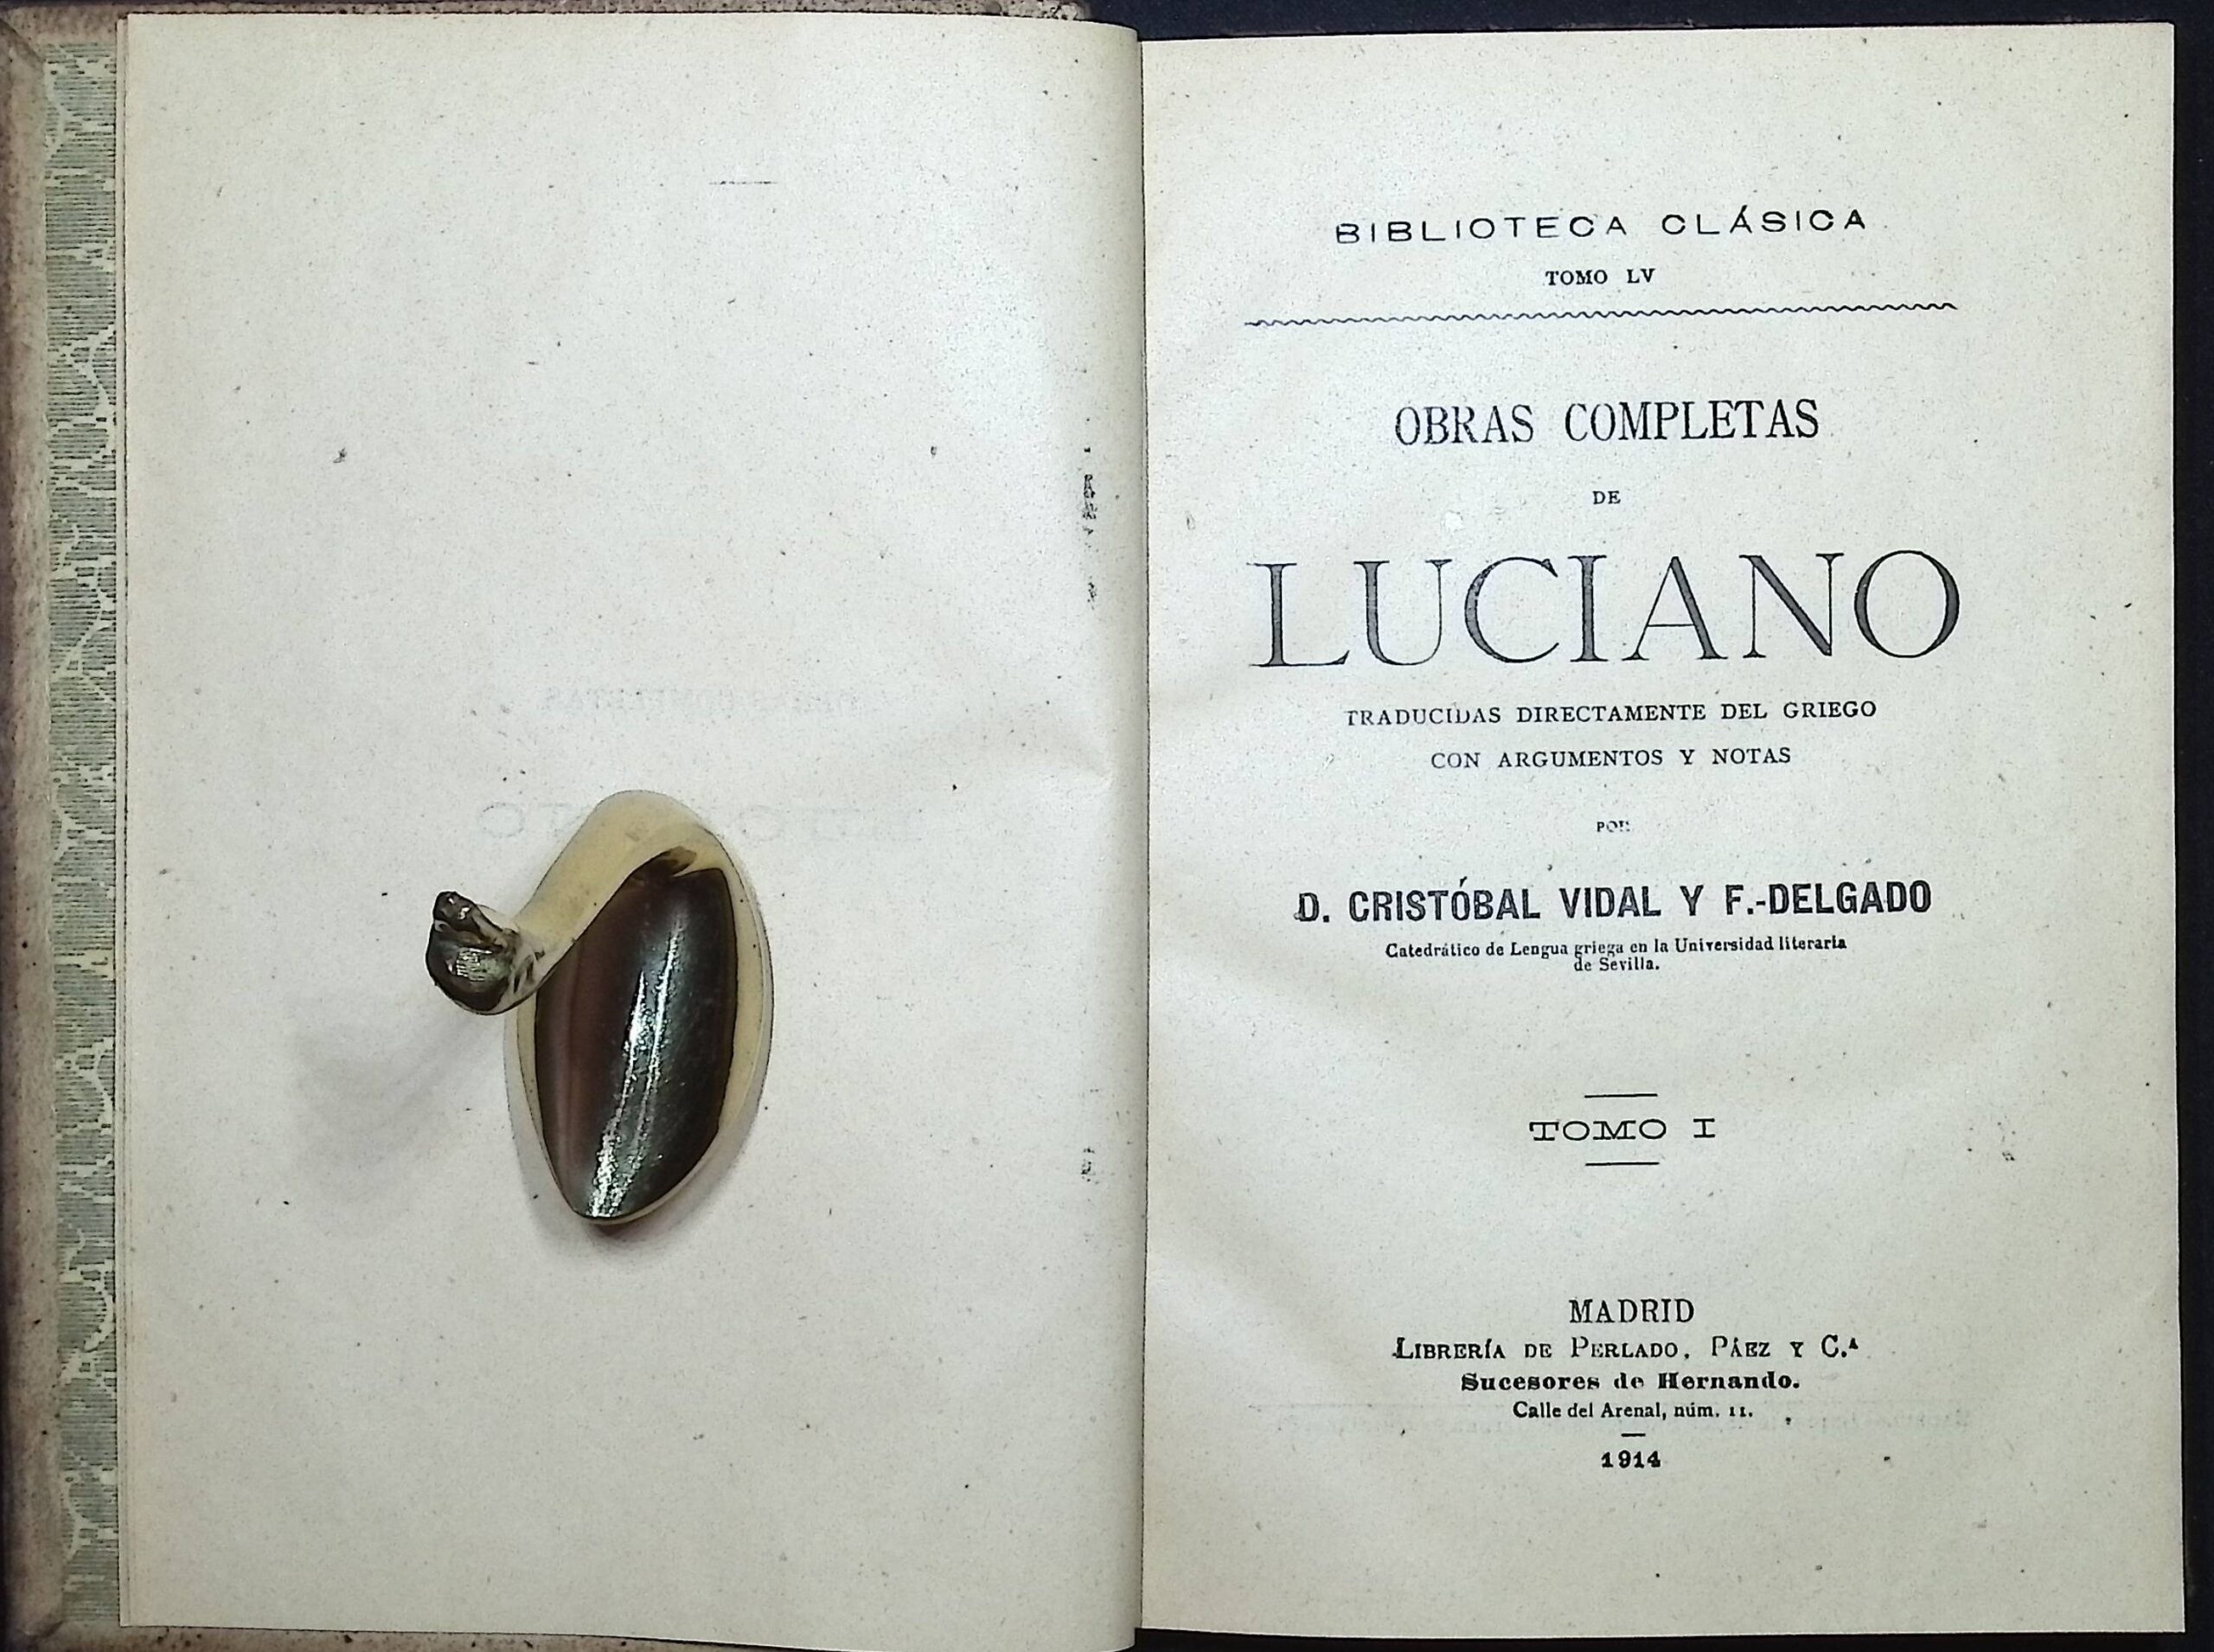 BIBLIOTECA CLÁSICA
TOMO LV
OBRAS COMPLETAS
DE
LUCIANO
TRADUCIDAS DIRECTAMENTE DEL GRIEGO
CON ARGUMENTOS Y NOTAS
POR
D. CRISTÓBAL VIDAL Y F.-DELGADO
Catedrático de Lengua griega en la Universidad literaria
de Sevilla.
TOMO I
MADRID
LIBRERÍA DE PERLADO, PÁEZ Y C.ª
Sucesores de Hernando.
Calle del Arenal, núm. 11.
1914